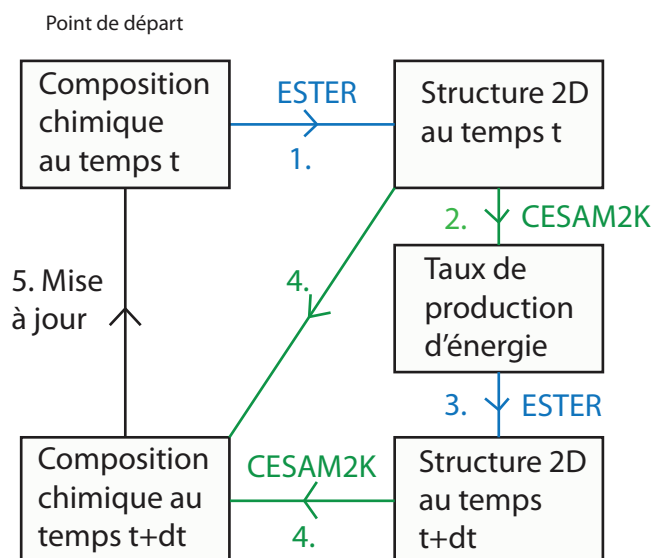 Point de départ
Composition
chimique
au temps t
ESTER
1.
Structure 2D
au temps t
2.
CESAM2K
Taux de
production
d'énergie
3.
ESTER
4.
5. Mise
à jour
Composition
chimique au
temps t+dt
CESAM2K
4.
Structure 2D
au temps
t+dt